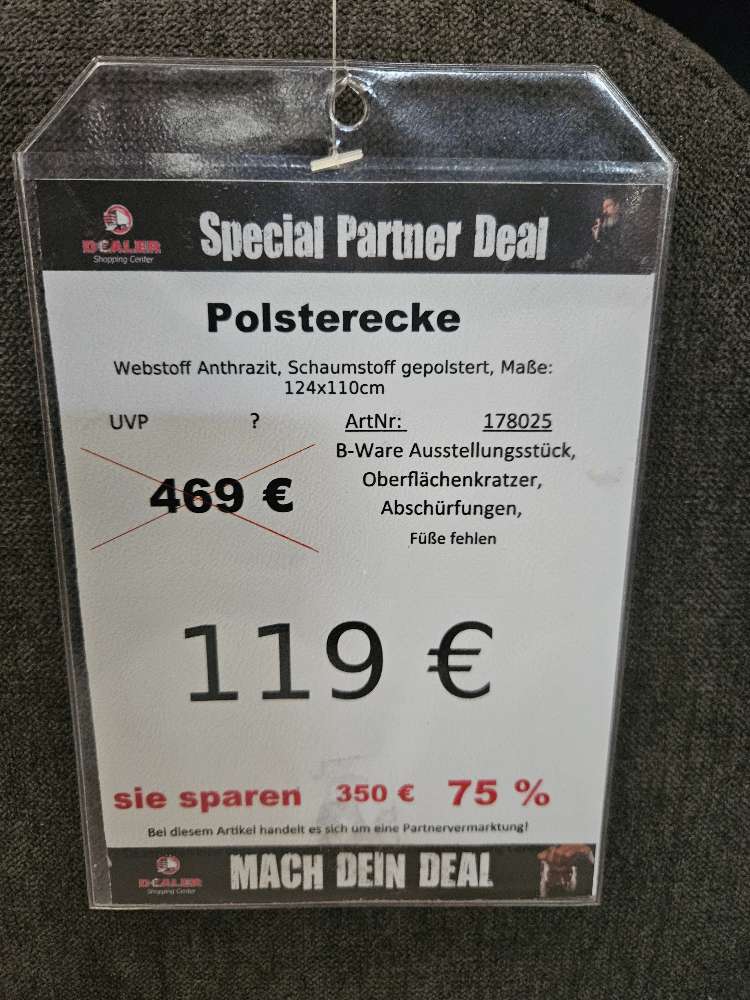 DEALER
Shopping Center
Special Partner Deal
Polsterecke
Webstoff Anthrazit, Schaumstoff gepolstert, Maße:
124x110cm
UVP ? ArtNr: 178025
B-Ware Ausstellungsstück,
469 €
Oberflächenkratzer,
Abschürfungen,
Füße fehlen
119 €
sie sparen 350 € 75 %
Bei diesem Artikel handelt es sich um eine Partnervermarktung!
DEALER
Shopping Center
MACH DEIN DEAL